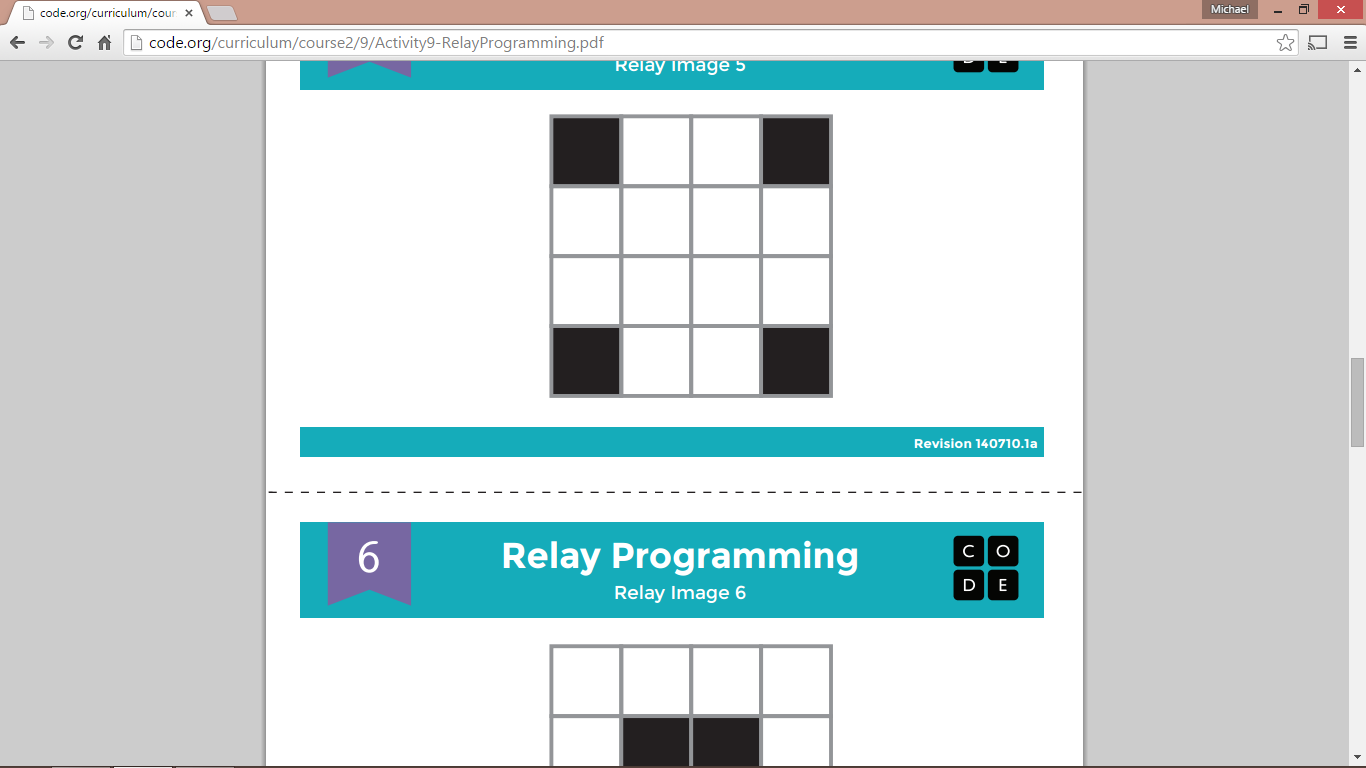 code.org/curriculum/cour
Michael
code.org/curriculum/course2/9/Activity9-RelayProgramming.pdf
Relay Image 5
D E
Revision 140710.1a
6
Relay Programming
Relay Image 6
C O
D E